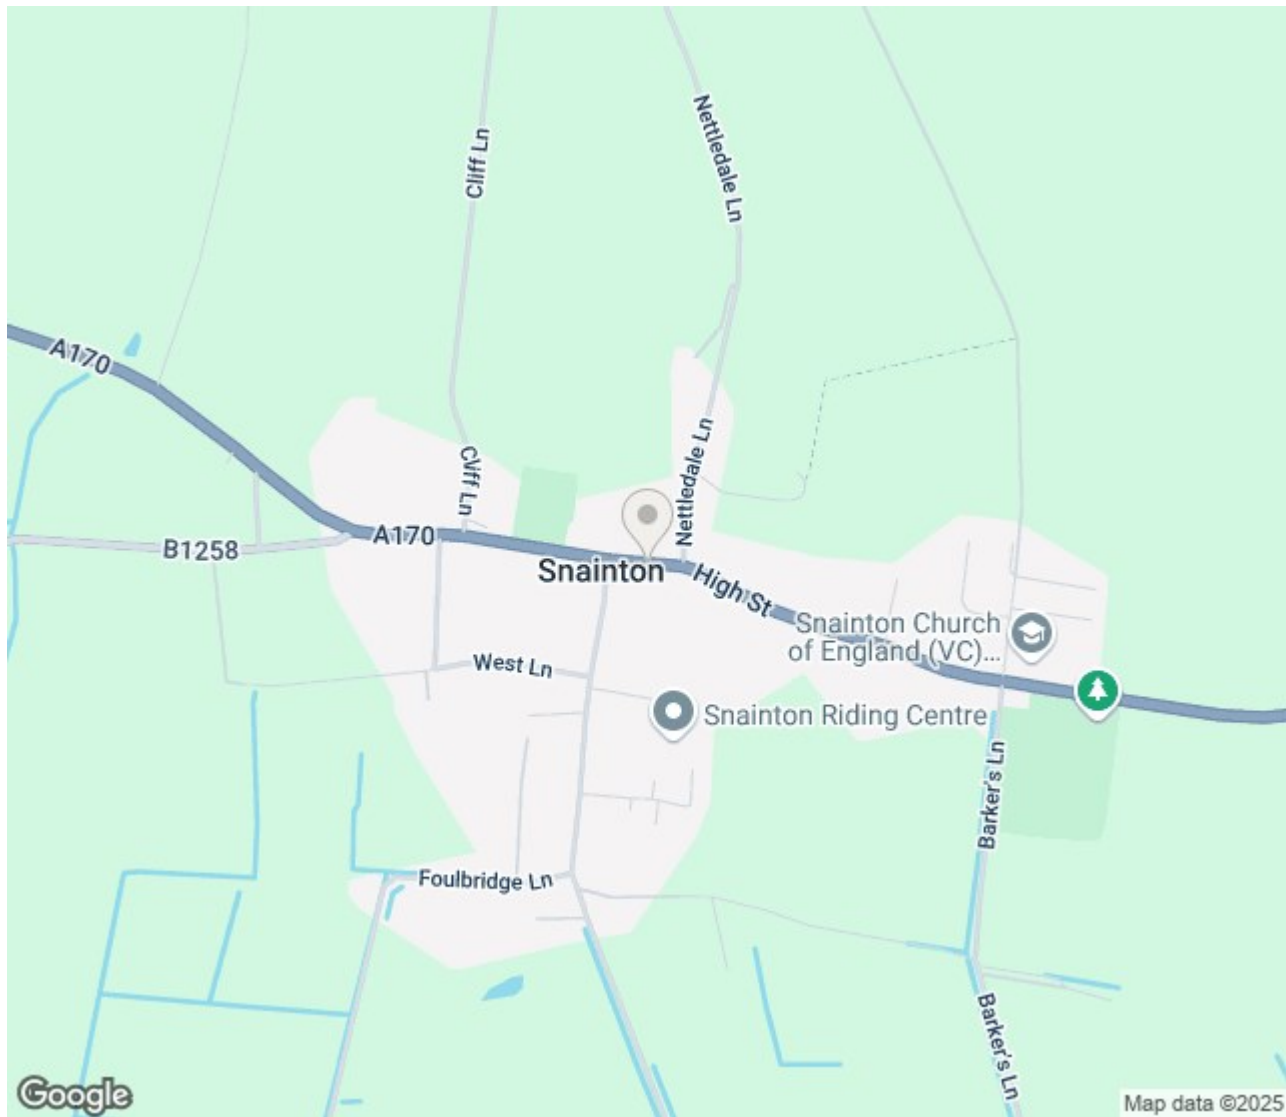 Nettledale Ln
Cliff Ln
A170
Cliff Ln
Nettledale Ln
A170
B1258
Snainton
High St
Snainton Church
of England (VC)...
West Ln
Snainton Riding Centre
Barker's Ln
Foulbridge Ln
Barker's Ln
Google
Map data ©2025